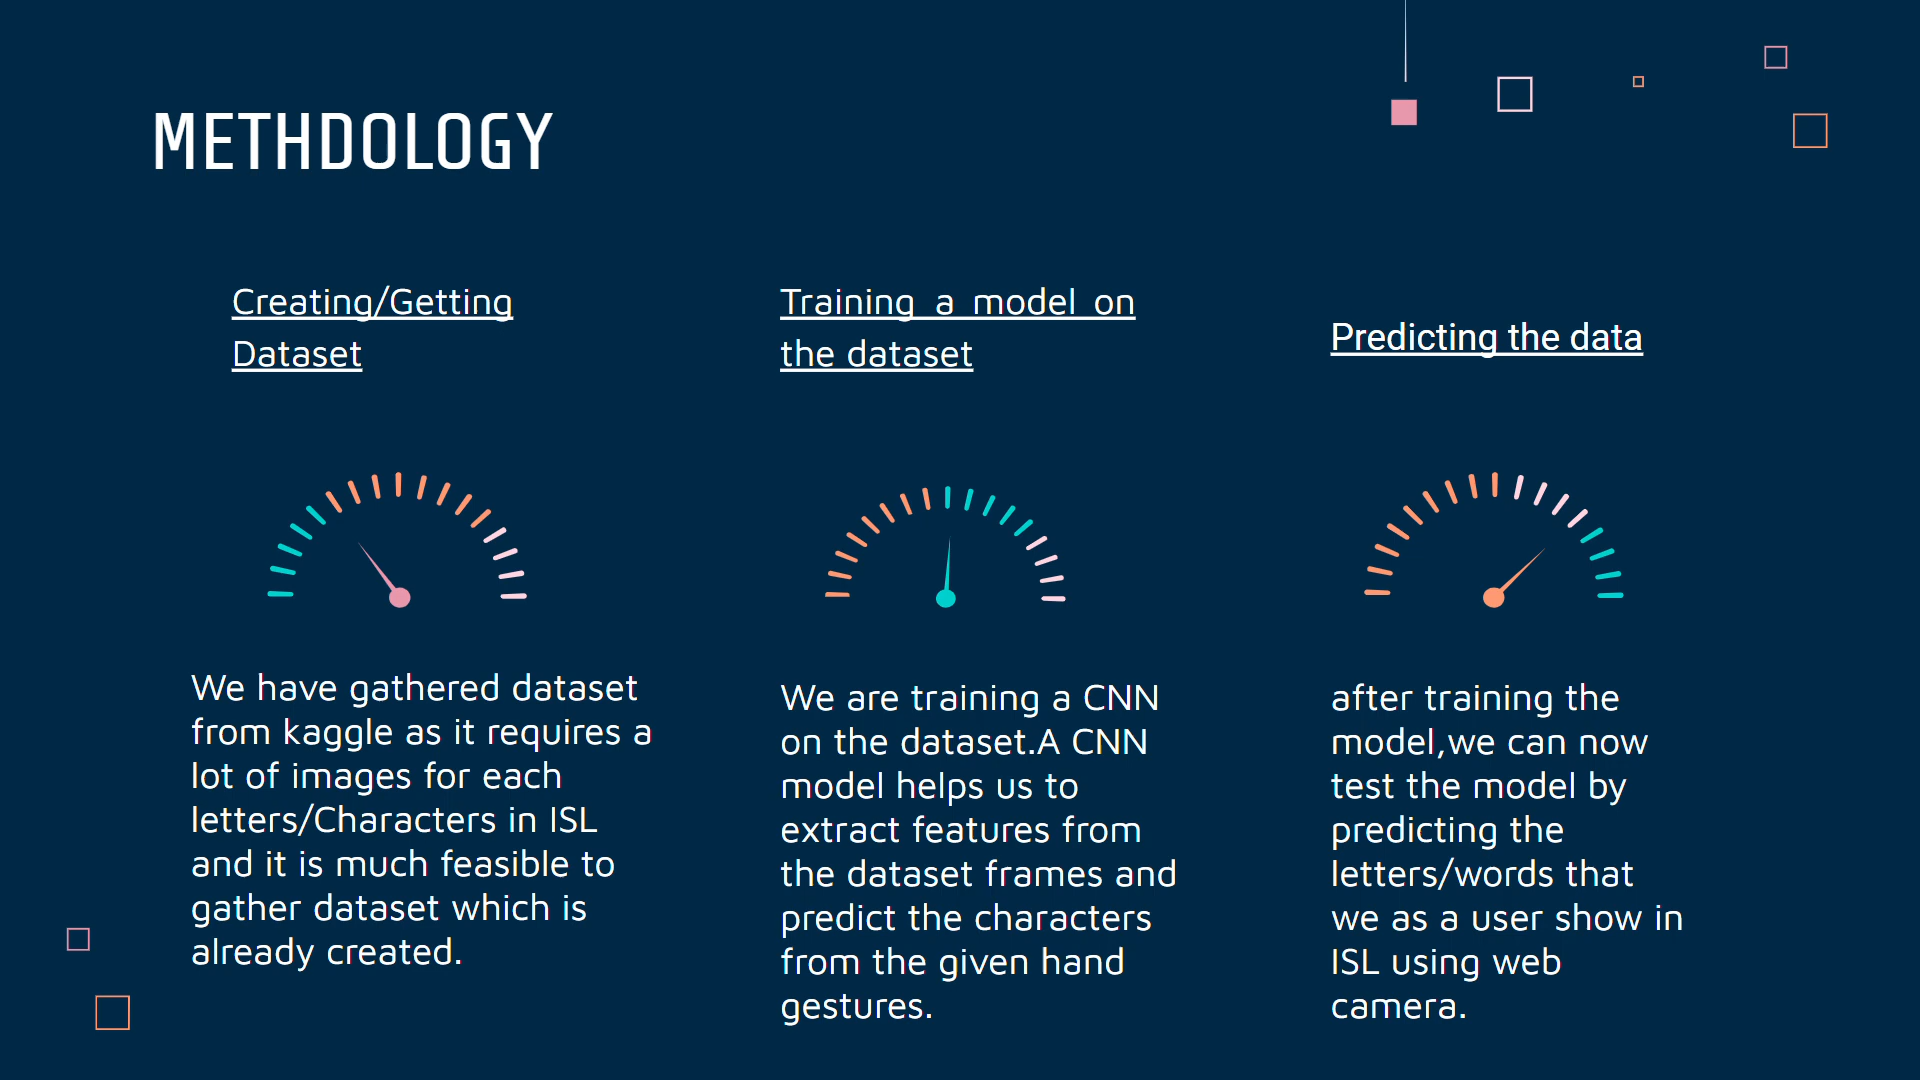 METHDOLOGY
Creating/Getting
Dataset
We have gathered dataset
from kaggle as it requires a
lot of images for each
letters/Characters in ISL
and it is much feasible to
gather dataset which is
already created.
Training a model on
the dataset
We are training a CNN
on the dataset.A CNN
model helps us to
extract features from
the dataset frames and
predict the characters
from the given hand
gestures.
Predicting the data
after training the
model,we can now
test the model by
predicting the
letters/words that
we as a user show in
ISL using web
camera.